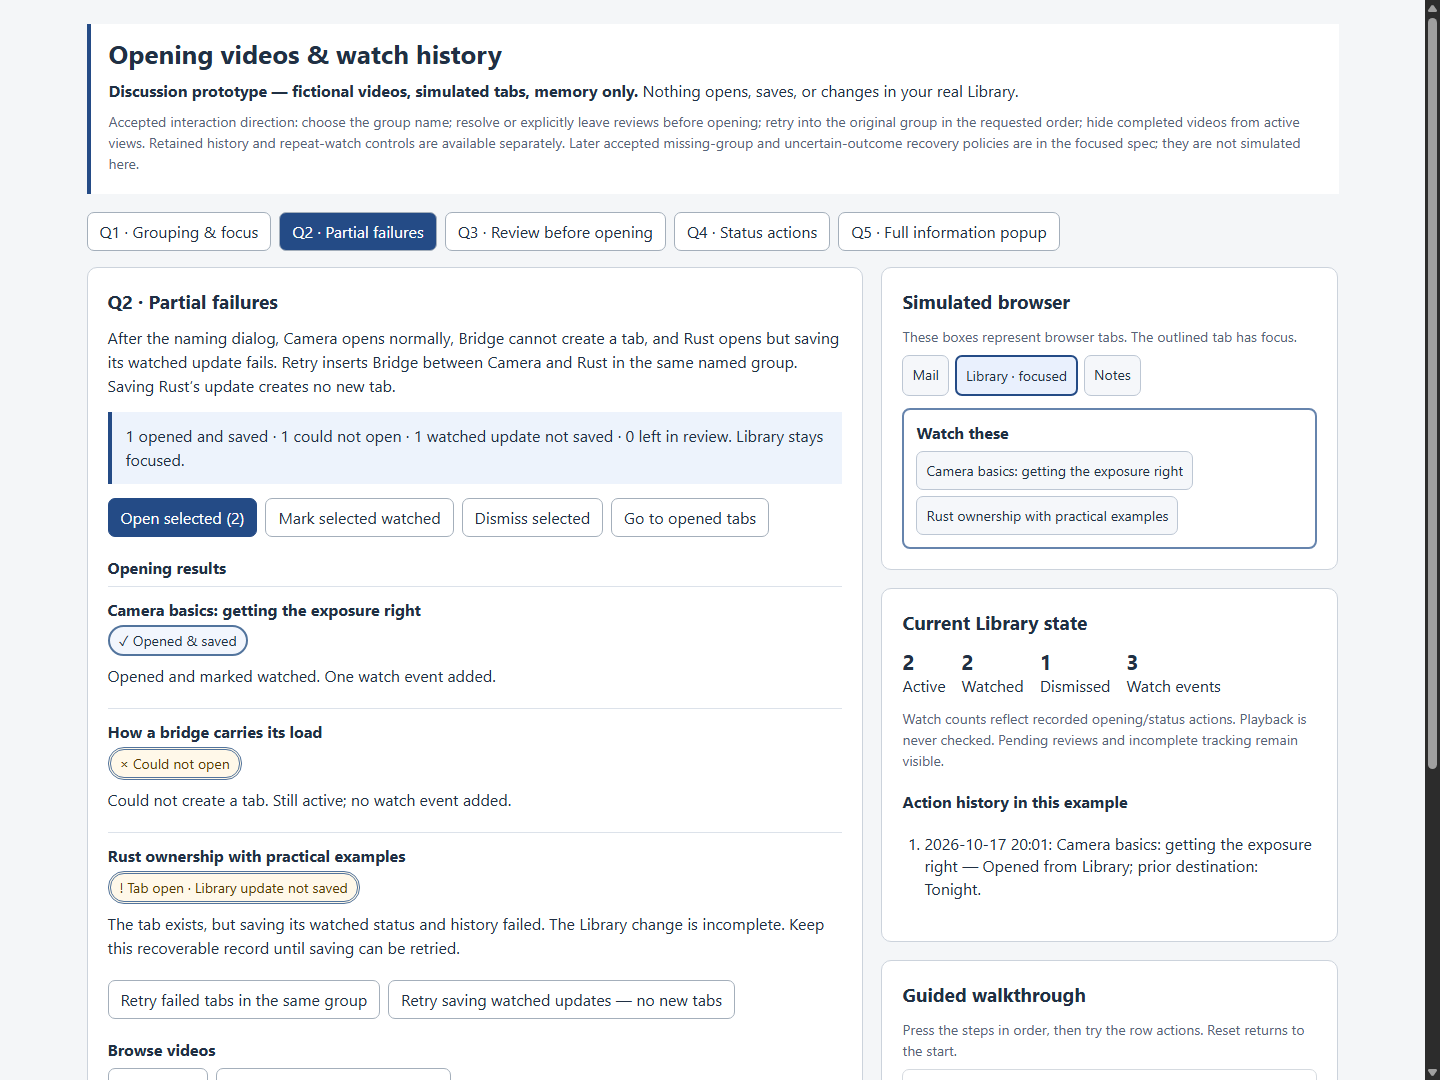 Opening videos & watch history
Discussion prototype — fictional videos, simulated tabs, memory only. Nothing opens, saves, or changes in your real Library.
Accepted interaction direction: choose the group name; resolve or explicitly leave reviews before opening; retry into the original group in the requested order; hide completed videos from active
views. Retained history and repeat-watch controls are available separately. Later accepted missing-group and uncertain-outcome recovery policies are in the focused spec; they are not simulated
here.
Q1 · Grouping & focus
Q2 · Partial failures
Q3 · Review before opening
Q4 · Status actions
Q5 · Full information popup
Q2 · Partial failures
After the naming dialog, Camera opens normally, Bridge cannot create a tab, and Rust opens but saving
its watched update fails. Retry inserts Bridge between Camera and Rust in the same named group.
Saving Rust's update creates no new tab.
1 opened and saved · 1 could not open · 1 watched update not saved · 0 left in review. Library stays
focused.
Open selected (2)
Mark selected watched
Dismiss selected
Go to opened tabs
Opening results
Camera basics: getting the exposure right
✓ Opened & saved
Opened and marked watched. One watch event added.
How a bridge carries its load
× Could not open
Could not create a tab. Still active; no watch event added.
Rust ownership with practical examples
! Tab open · Library update not saved
The tab exists, but saving its watched status and history failed. The Library change is incomplete. Keep
this recoverable record until saving can be retried.
Retry failed tabs in the same group
Retry saving watched updates — no new tabs
Browse videos
Simulated browser
These boxes represent browser tabs. The outlined tab has focus.
Mail
Library · focused
Notes
Watch these
Camera basics: getting the exposure right
Rust ownership with practical examples
Current Library state
2 2 1 3
Active Watched Dismissed Watch events
Watch counts reflect recorded opening/status actions. Playback is
never checked. Pending reviews and incomplete tracking remain
visible.
Action history in this example
1. 2026-10-17 20:01: Camera basics: getting the exposure
right — Opened from Library; prior destination:
Tonight.
Guided walkthrough
Press the steps in order, then try the row actions. Reset returns to
the start.